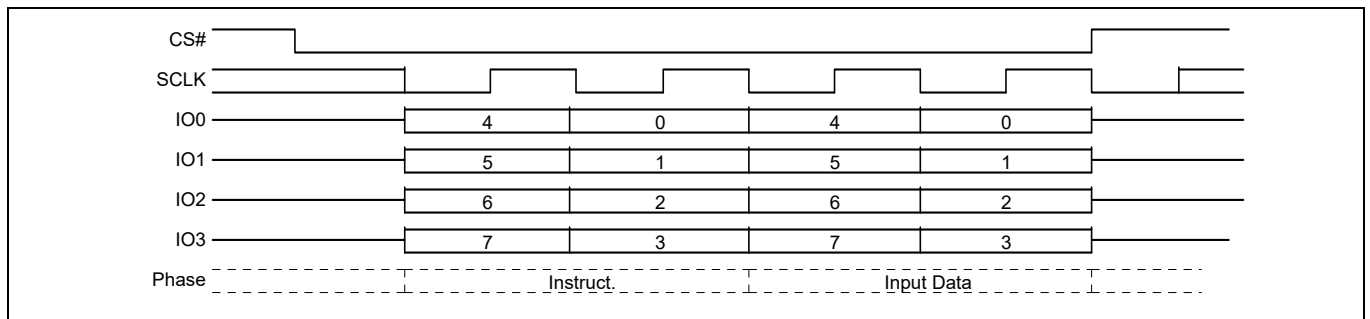 CS#
SCLK
IO0 4 0 4 0
IO1 5 1 5 1
IO2 6 2 6 2
IO3 7 3 7 3
Phase Instruct. Input Data